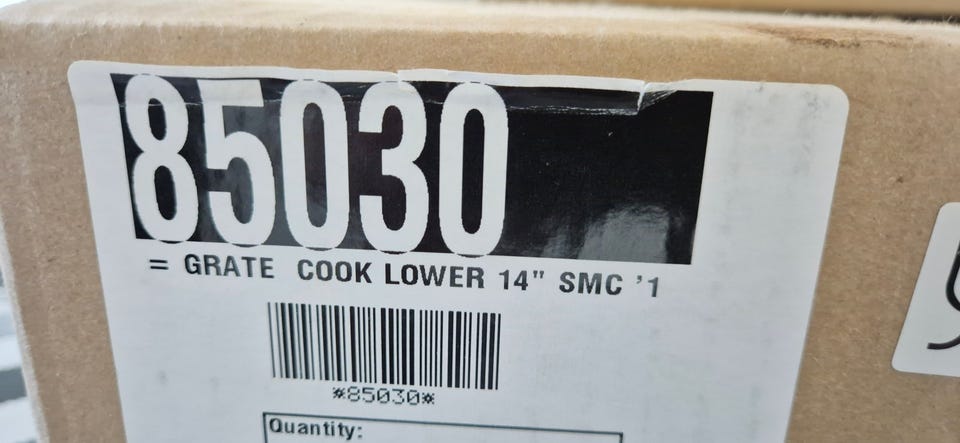 85030
= GRATE COOK LOWER 14" SMC '1
*85030*
Quantity: